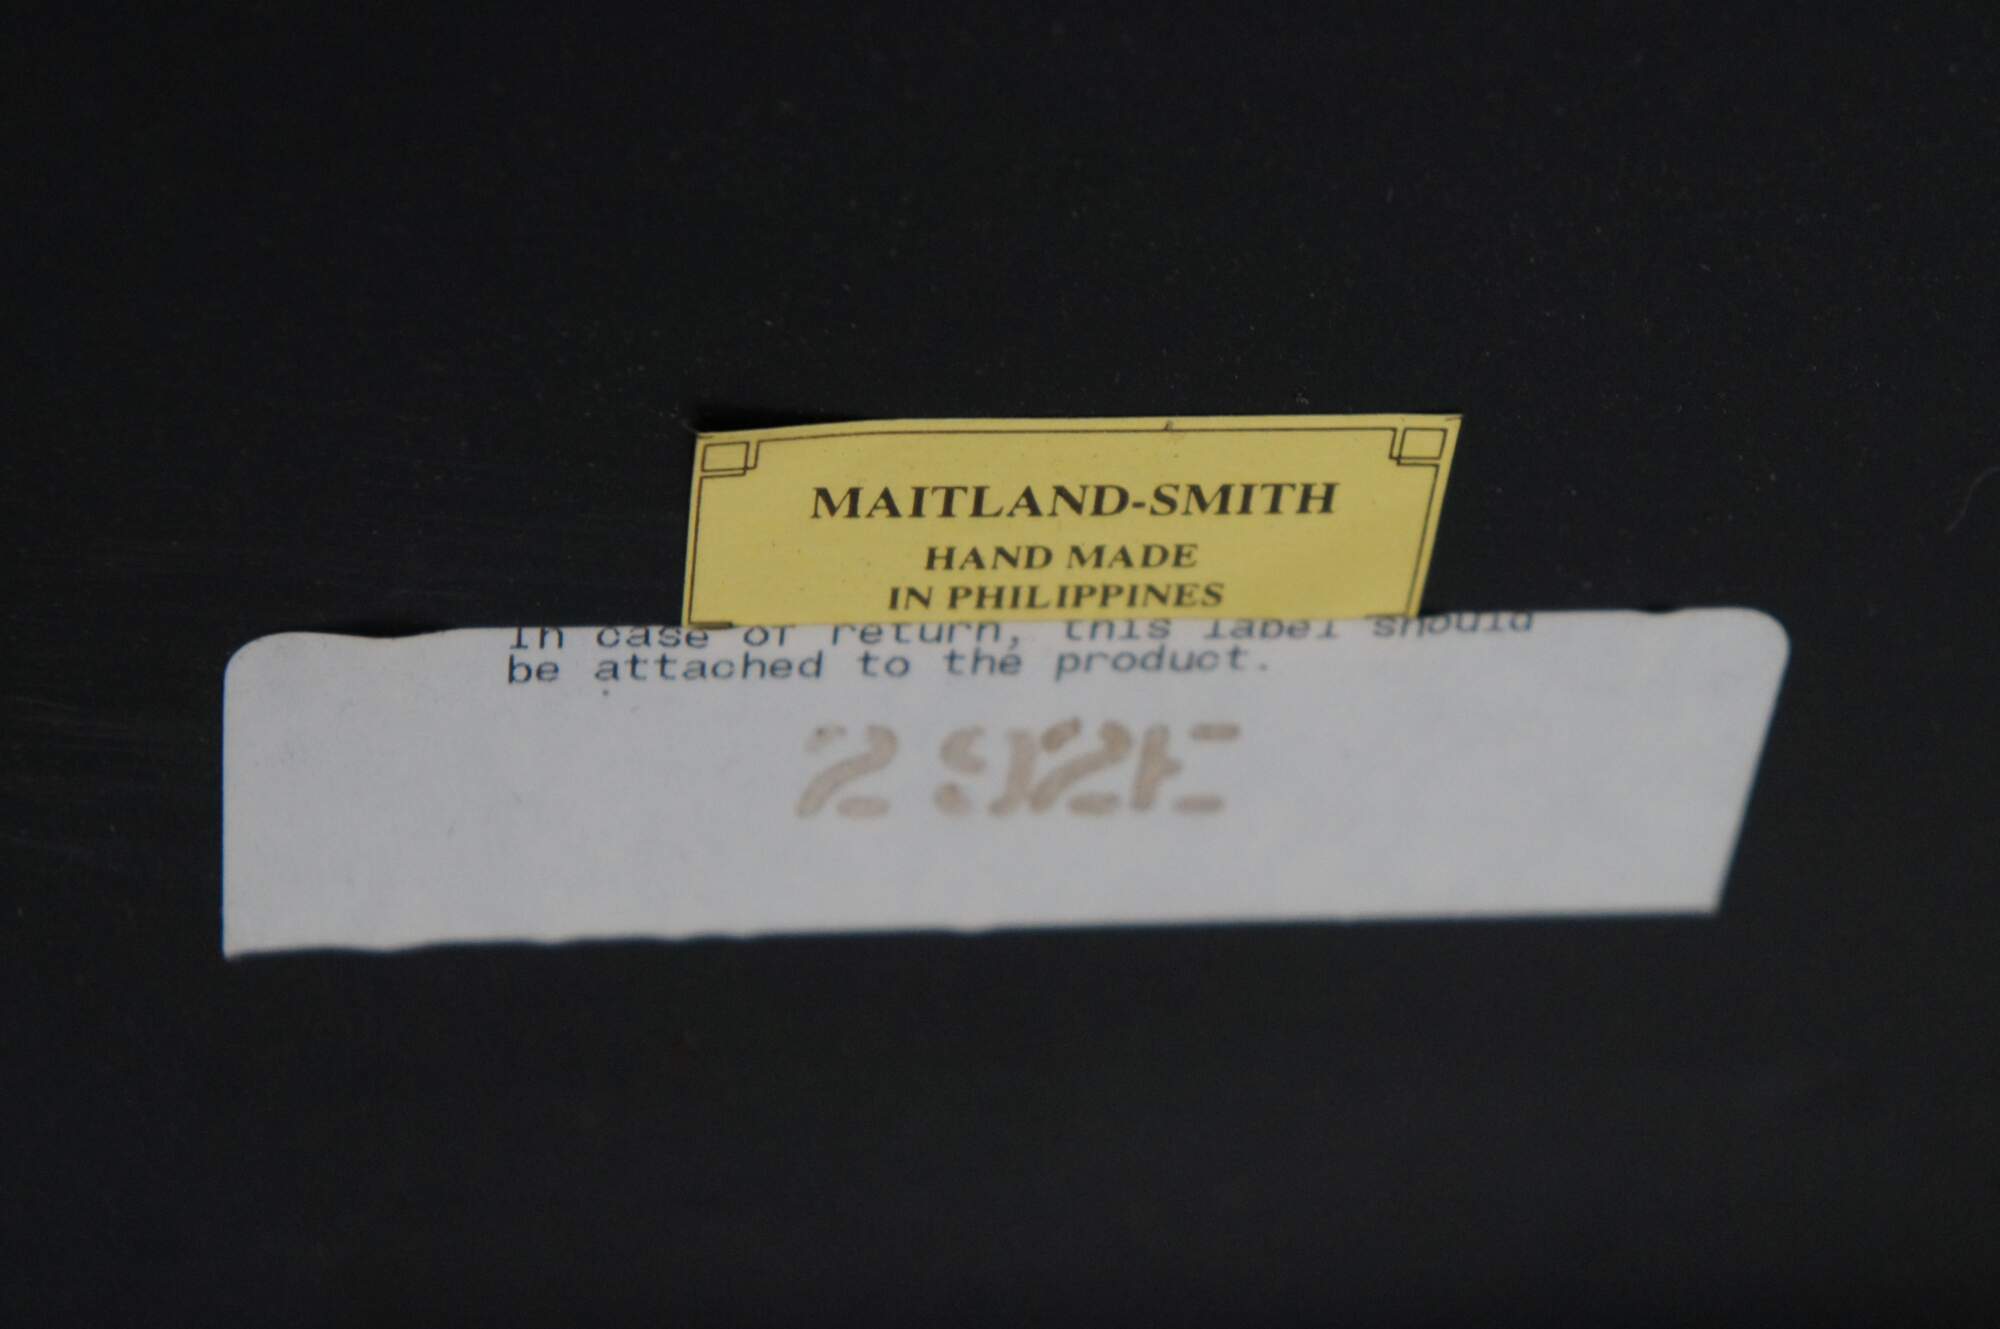 MAITLAND-SMITH
HAND MADE
IN PHILIPPINES
In case of return, this label should
be attached to the product.